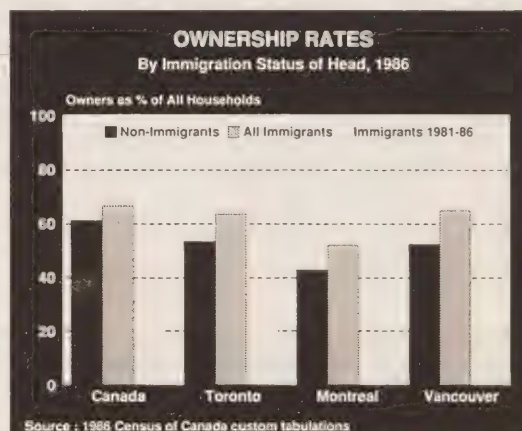 OWNERSHIP RATES
By Immigration Status of Head, 1986
Owners as % of All Households
100
Non-Immigrants All Immigrants Immigrants 1981-86
80
60
40
20
0
Canada Toronto Montreal Vancouver
Source : 1986 Census of Canada custom tabulations